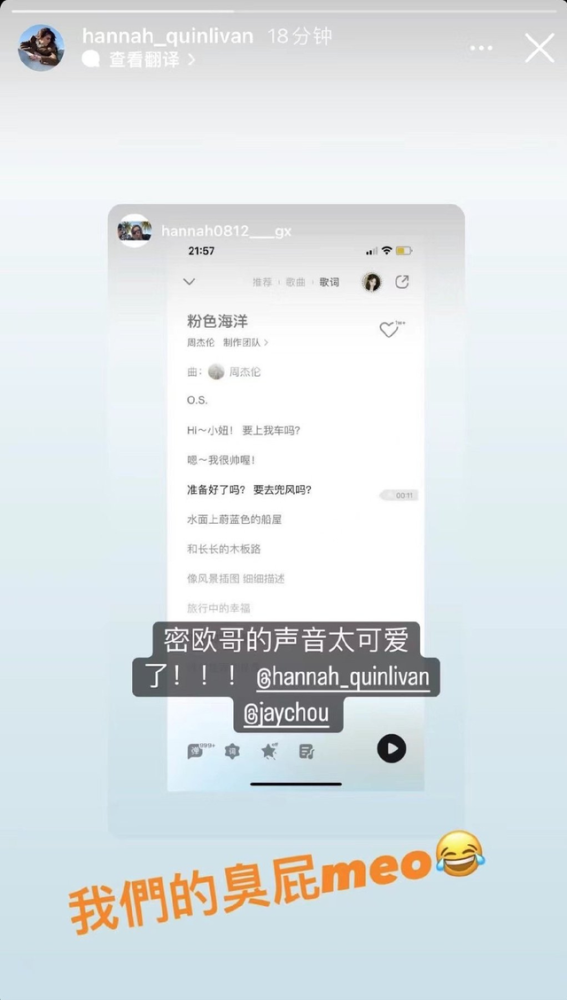 hannah_quinlivan 18分钟
查看翻译
hannah0812___gx
21:57
推荐 歌曲 歌词
粉色海洋
周杰伦 制作团队
曲： 周杰伦
O.S.
Hi～小妞！ 要上我车吗？
嗯～我很帅喔！
准备好了吗？ 要去兜风吗？
00:11
水面上蔚蓝色的船屋
和长长的木板路
像风景插图 细细描述
旅行中的幸福
密欧哥的声音太可爱
了！！！ @hannah_quinlivan
@jaychou
999+
我們的臭屁meo😂